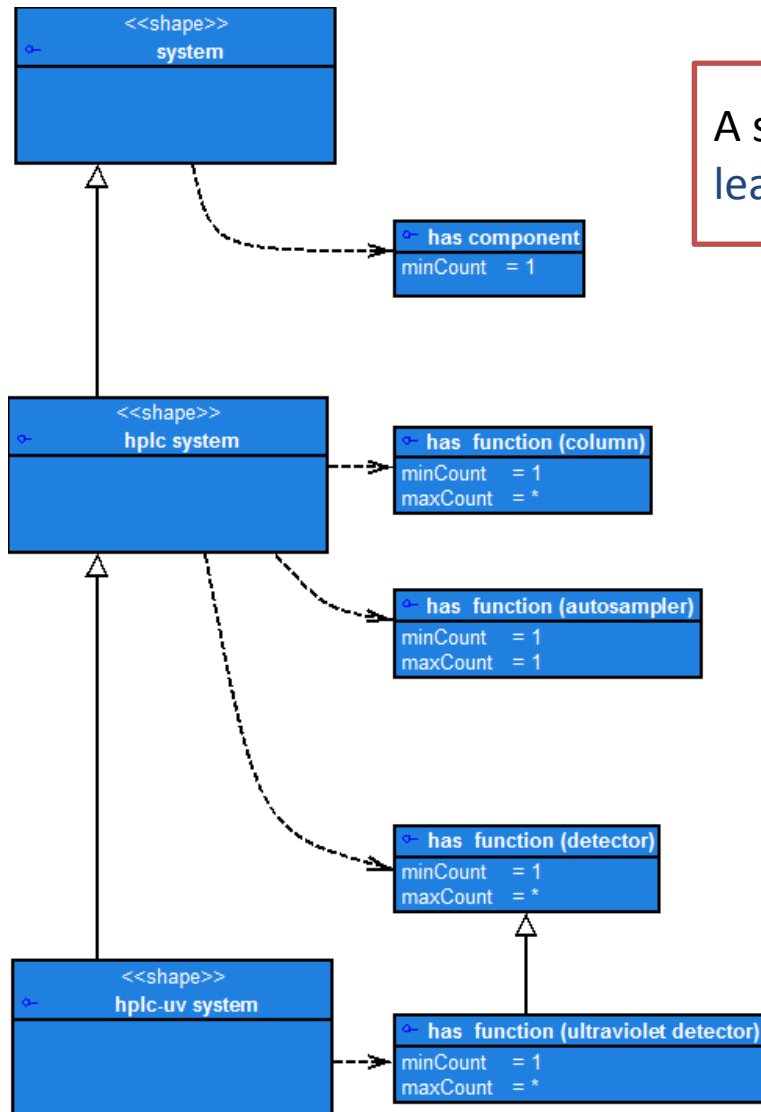 <<shape>>
system
A s
lea
has component
minCount = 1
<<shape>>
hplc system
has function (column)
minCount = 1
maxCount = *
has function (autosampler)
minCount = 1
maxCount = 1
has function (detector)
minCount = 1
maxCount = *
<<shape>>
hplc-uv system
has function (ultraviolet detector)
minCount = 1
maxCount = *